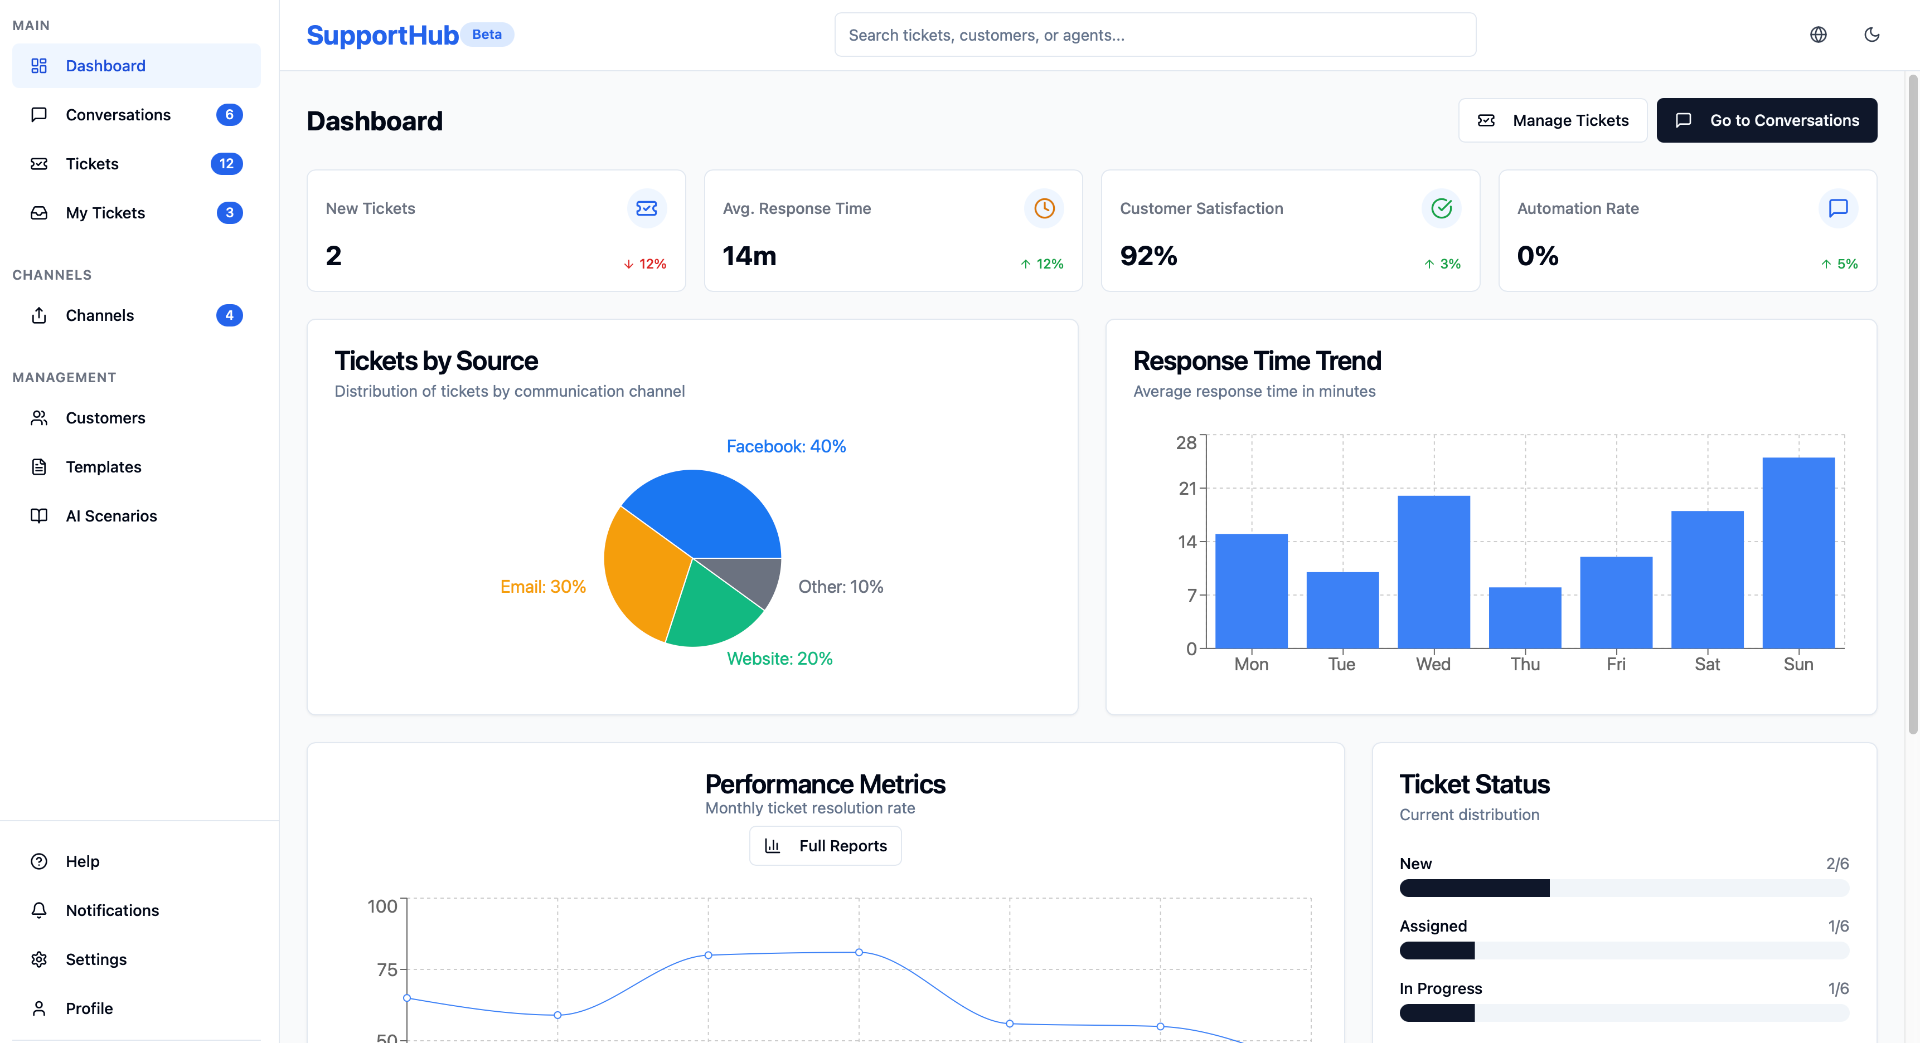 MAIN
Dashboard
Conversations 6
Tickets 12
My Tickets 3
CHANNELS
Channels 4
MANAGEMENT
Customers
Templates
AI Scenarios
Help
Notifications
Settings
Profile
SupportHub Beta
Search tickets, customers, or agents...
Dashboard
Manage Tickets
Go to Conversations
New Tickets
2
↓ 12%
Avg. Response Time
14m
↑ 12%
Customer Satisfaction
92%
↑ 3%
Automation Rate
0%
↑ 5%
Tickets by Source
Distribution of tickets by communication channel
Facebook: 40%
Email: 30%
Other: 10%
Website: 20%
Response Time Trend
Average response time in minutes
28
21
14
7
0
Mon Tue Wed Thu Fri Sat Sun
Performance Metrics
Monthly ticket resolution rate
Full Reports
100
75
50
Ticket Status
Current distribution
New 2/6
Assigned 1/6
In Progress 1/6